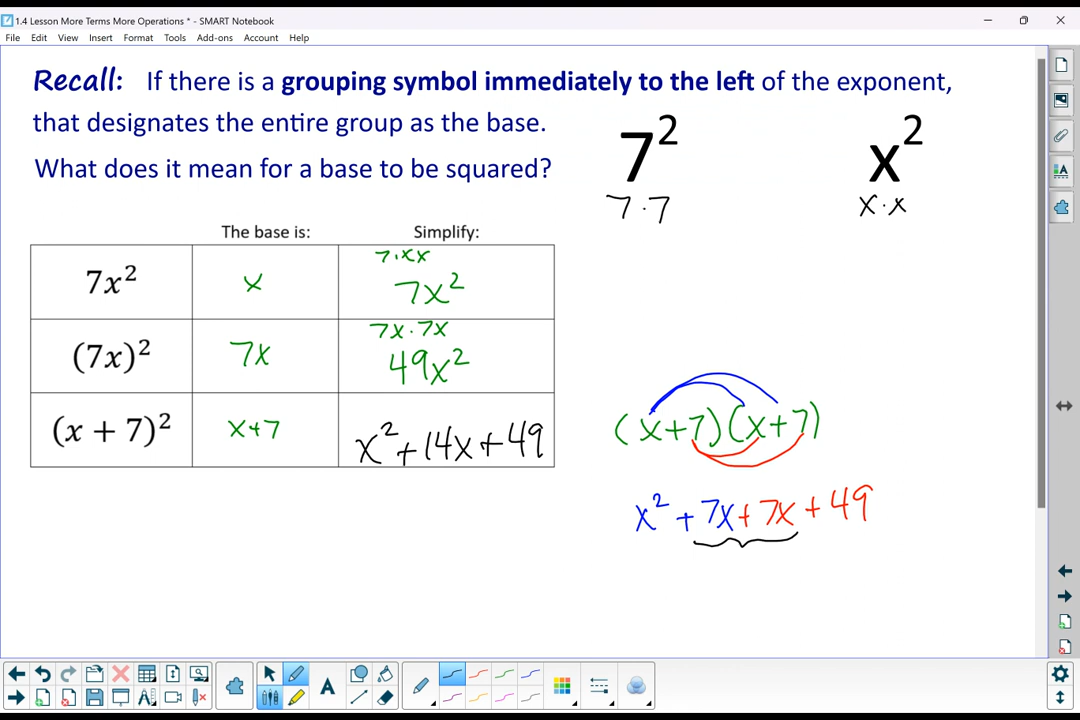 1.4 Lesson More Terms More Operations * - SMART Notebook
File Edit View Insert Format Tools Add-ons Account Help
Recall: If there is a grouping symbol immediately to the left of the exponent,
that designates the entire group as the base.
What does it mean for a base to be squared?
7²
x²
7·7
x·x
The base is: Simplify:
7·xx
7x² x 7x²
7x·7x
(7x)² 7x 49x²
(x + 7)² x+7 x²+14x+49
(x+7)(x+7)
x²+7x+7x+49